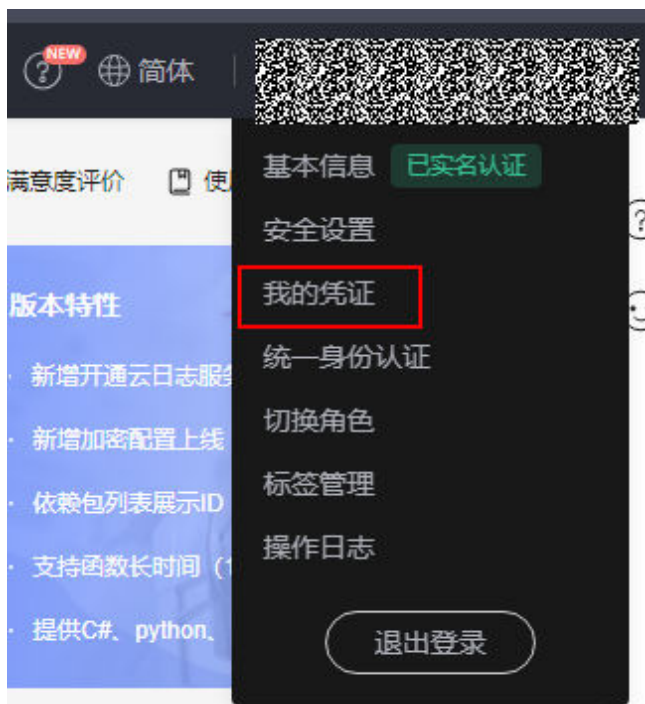 NEW
简体
满意度评价
基本信息 已实名认证
安全设置
我的凭证
统一身份认证
切换角色
标签管理
操作日志
退出登录
版本特性
· 新增开通云日志服
· 新增加密配置上线
· 依赖包列表展示ID
· 支持函数长时间
· 提供C#、python、